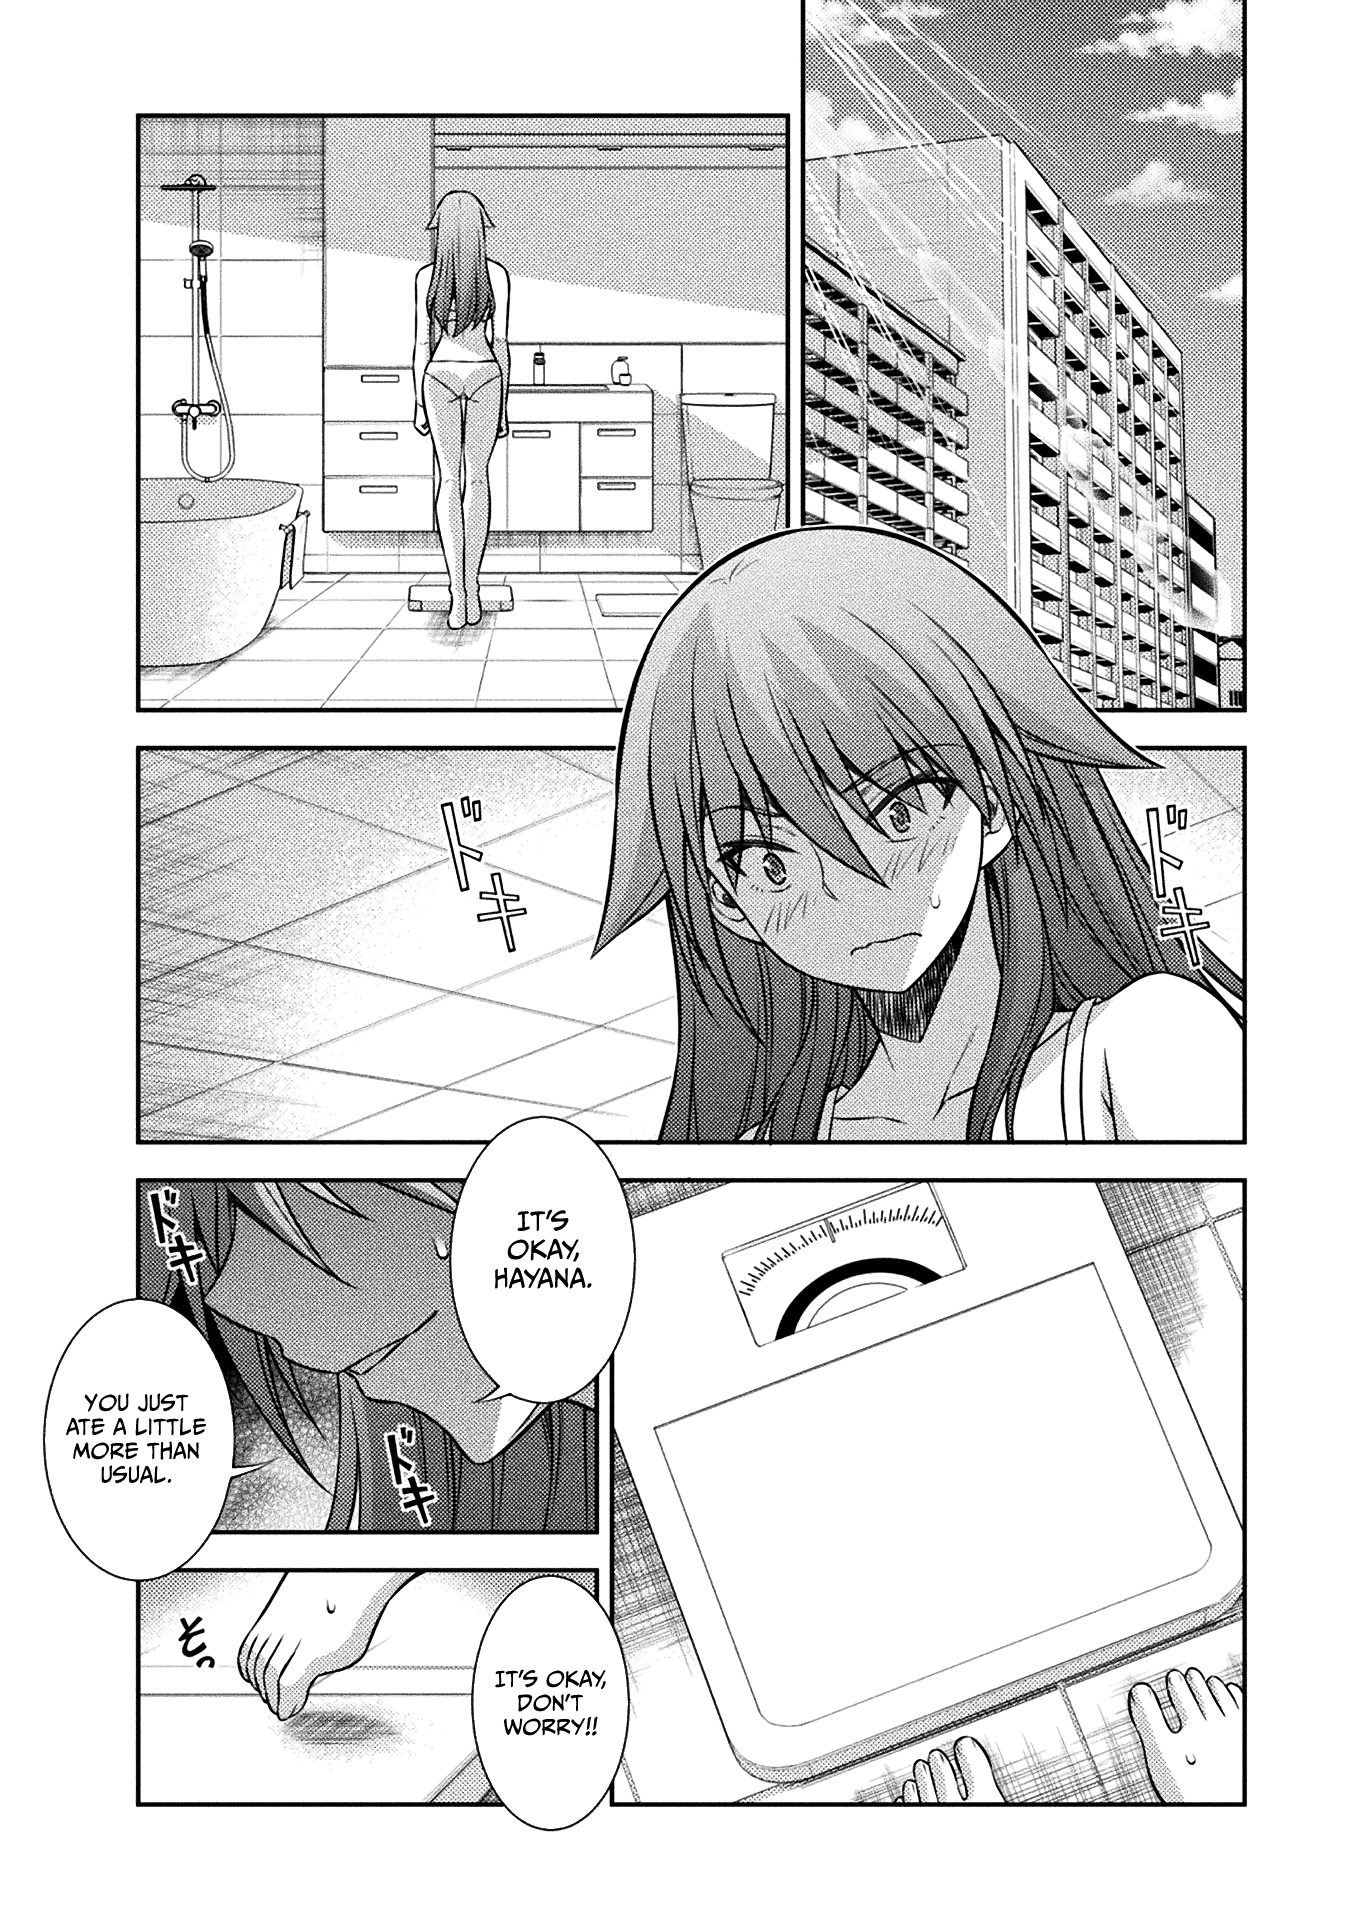 ドキ
ドキ
IT'S
OKAY,
HAYANA.
ドキ
ドキ
YOU JUST
ATE A LITTLE
MORE THAN
USUAL.
IT'S OKAY,
DON'T
WORRY!!
そっ